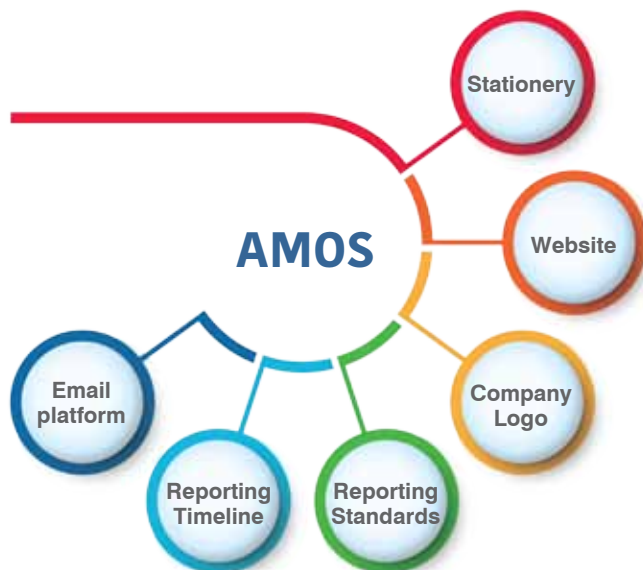 Stationery
AMOS
Website
Company
Logo
Reporting
Standards
Reporting
Timeline
Email
platform